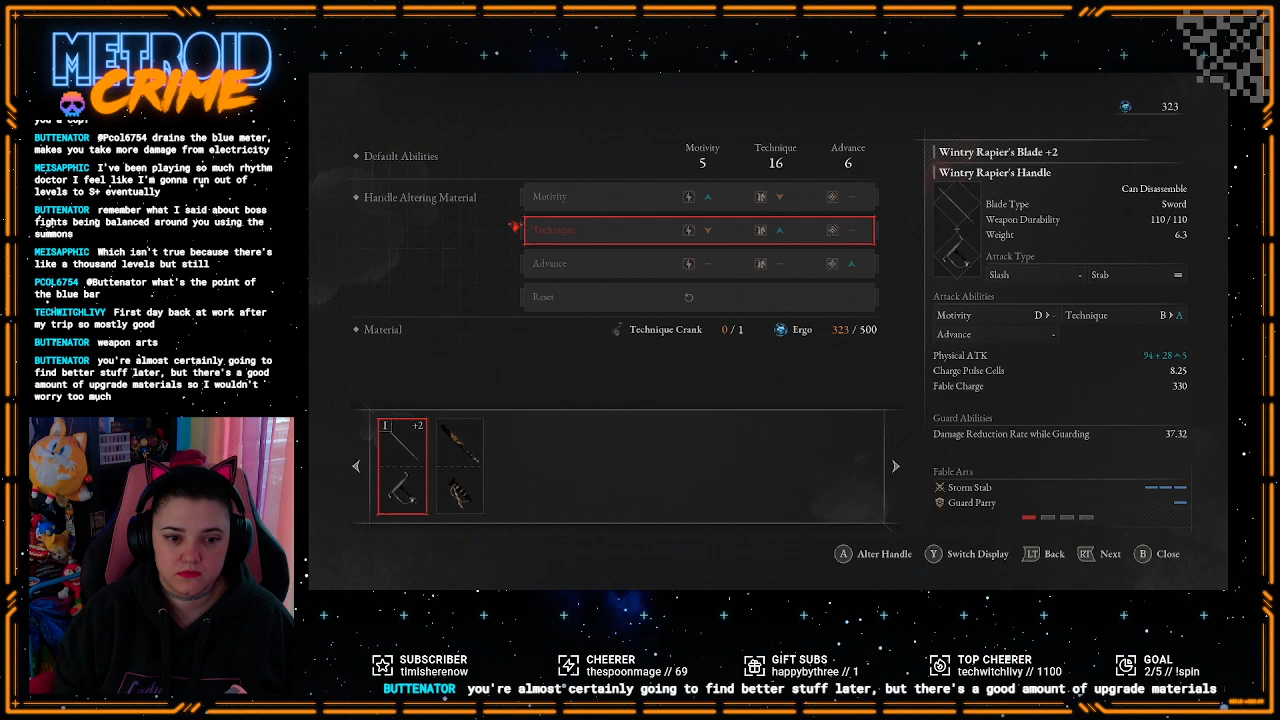 METROID
CRIME
you a cop?
BUTTENATOR @Pcol6754 drains the blue meter,
makes you take more damage from electricity
MEISAPPHIC I've been playing so much rhythm
doctor I feel like I'm gonna run out of
levels to S+ eventually
BUTTENATOR remember what I said about boss
fights being balanced around you using the
summons
MEISAPPHIC Which isn't true because there's
like a thousand levels but still
PCOL6754 @Buttenator what's the point of
the blue bar
TECHWITCHLIVY First day back at work after
my trip so mostly good
BUTTENATOR weapon arts
BUTTENATOR you're almost certainly going to
find better stuff later, but there's a good
amount of upgrade materials so I wouldn't
worry too much
323
Default Abilities
Motivity Technique Advance
5 16 6
Handle Altering Material
Motivity
Technique
Advance
Reset
Material Technique Crank 0 / 1 Ergo 323 / 500
I +2
Wintry Rapier's Blade +2
Wintry Rapier's Handle
Can Disassemble
Blade Type Sword
Weapon Durability 110 / 110
Weight 6.3
Attack Type
Slash - Stab =
Attack Abilities
Motivity D - Technique B A
Advance -
Physical ATK 94 + 28 5
Charge Pulse Cells 8.25
Fable Charge 330
Guard Abilities
Damage Reduction Rate while Guarding 37.32
Fable Arts
Storm Stab
Guard Parry
A Alter Handle Y Switch Display LT Back RT Next B Close
SUBSCRIBER
timisherenow
CHEERER
thespoonmage // 69
GIFT SUBS
happybythree // 1
TOP CHEERER
techwitchlivy // 1100
GOAL
2/5 // !spin
BUTTENATOR you're almost certainly going to find better stuff later, but there's a good amount of upgrade materials